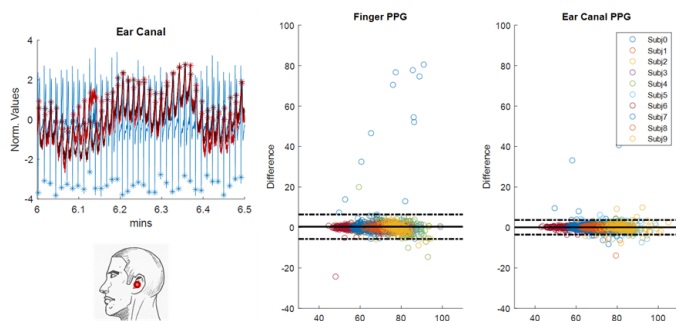 Ear Canal
Norm. Values
4
2
0
-2
-4
6
6.1
6.2
6.3
6.4
6.5
mins
Finger PPG
Difference
100
80
60
40
20
0
-20
-40
40
60
80
100
Ear Canal PPG
Difference
100
80
60
40
20
0
-20
-40
40
60
80
100
Subj0
Subj1
Subj2
Subj3
Subj4
Subj5
Subj6
Subj7
Subj8
Subj9